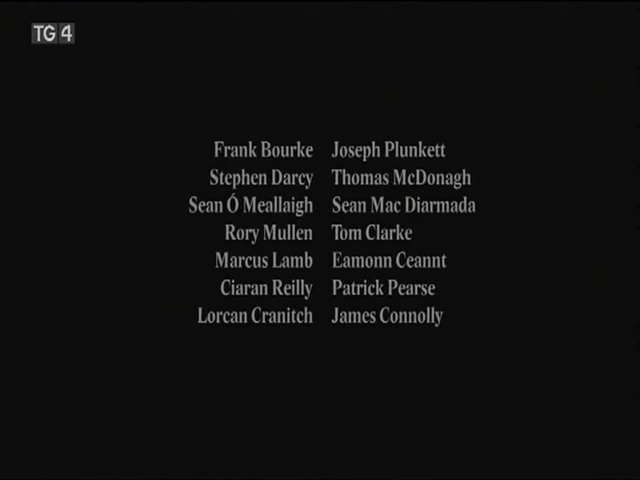 TG4
Frank Bourke Joseph Plunkett
Stephen Darcy Thomas McDonagh
Sean Ó Meallaigh Sean Mac Diarmada
Rory Mullen Tom Clarke
Marcus Lamb Eamonn Ceannt
Ciaran Reilly Patrick Pearse
Lorcan Cranitch James Connolly